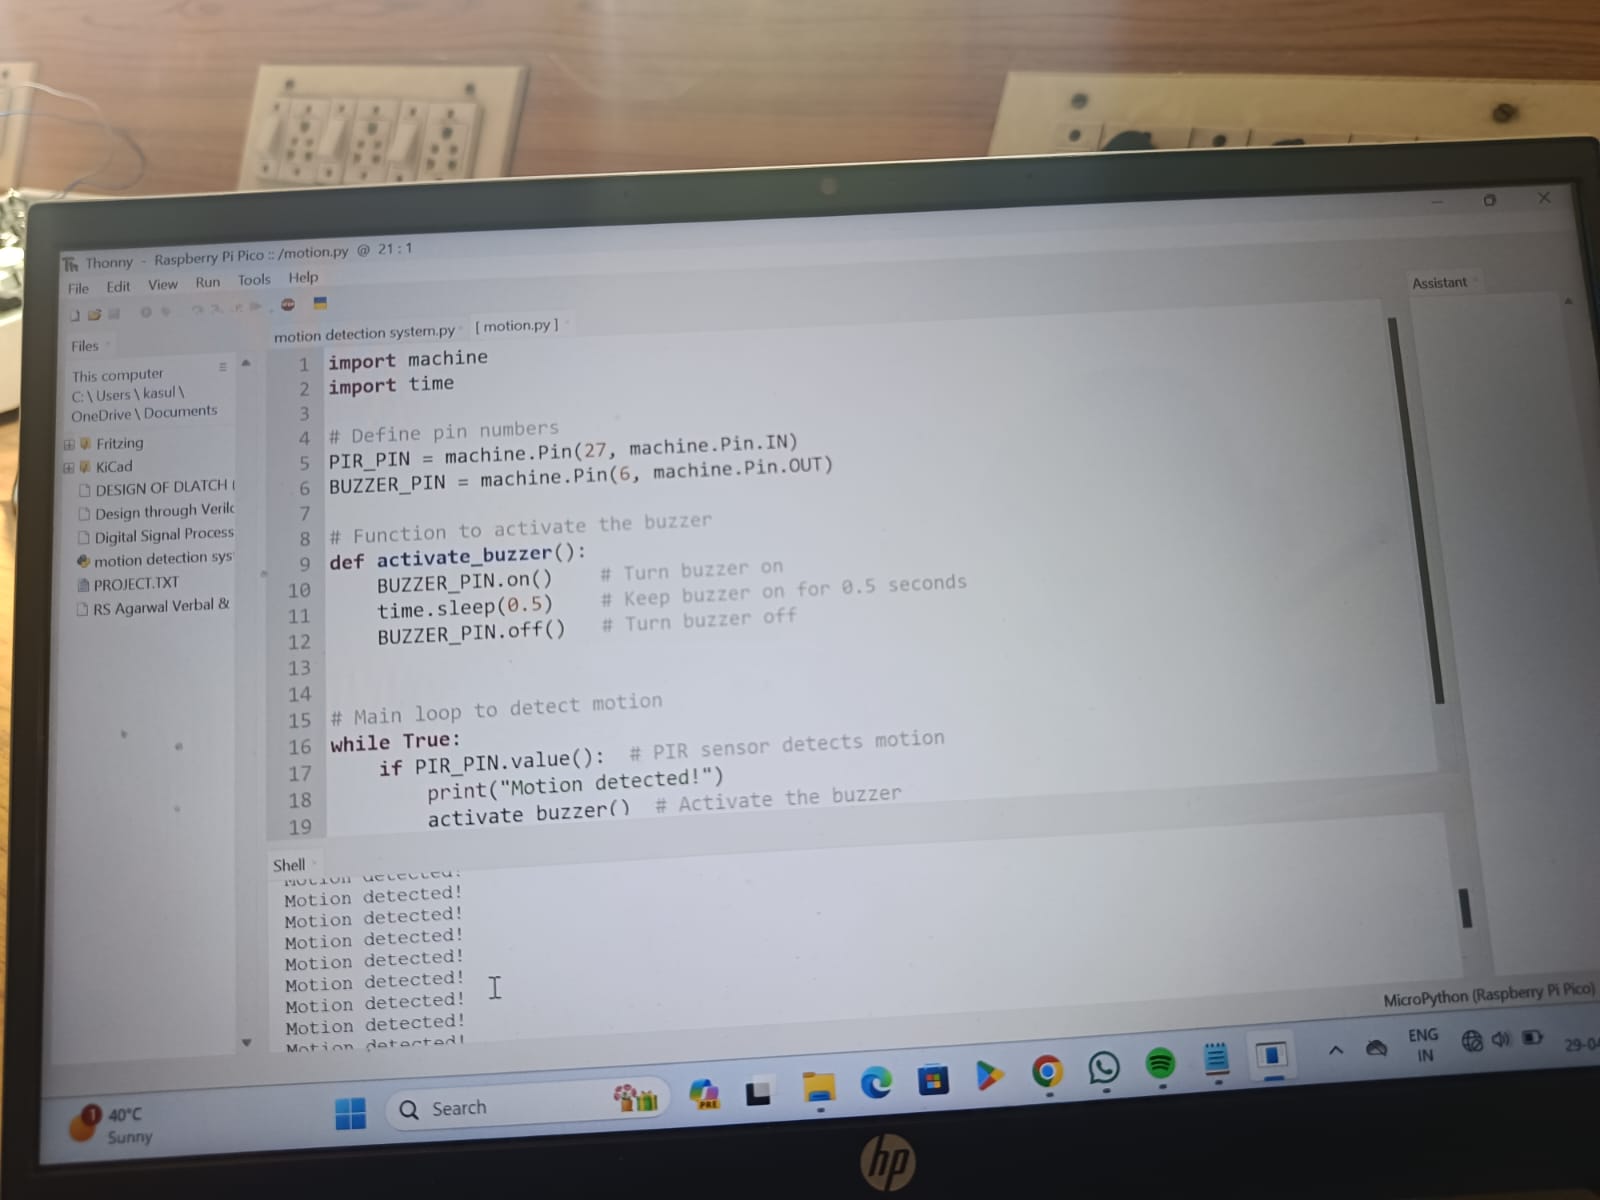 Thonny - Raspberry Pi Pico :: /motion.py @ 21 : 1
File Edit View Run Tools Help
Files
This computer
C: \ Users \ kasul \
OneDrive \ Documents
Fritzing
KiCad
DESIGN OF DLATCH (
Design through Verilo
Digital Signal Process
motion detection sys
PROJECT.TXT
RS Agarwal Verbal &
motion detection system.py [ motion.py ]
1 import machine
2 import time
3
4 # Define pin numbers
5 PIR_PIN = machine.Pin(27, machine.Pin.IN)
6 BUZZER_PIN = machine.Pin(6, machine.Pin.OUT)
7
8 # Function to activate the buzzer
9 def activate_buzzer():
10 BUZZER_PIN.on() # Turn buzzer on
11 time.sleep(0.5) # Keep buzzer on for 0.5 seconds
12 BUZZER_PIN.off() # Turn buzzer off
13
14
15 # Main loop to detect motion
16 while True:
17 if PIR_PIN.value(): # PIR sensor detects motion
18 print("Motion detected!")
19 activate buzzer() # Activate the buzzer
Assistant
Shell
Motion detected!
Motion detected!
Motion detected!
Motion detected!
Motion detected!
Motion detected!
Motion detected!
Motion detected!
Motion detected!
MicroPython (Raspberry Pi Pico)
1
40°C
Sunny
Search
PRE
ENG
IN
29-04
hp